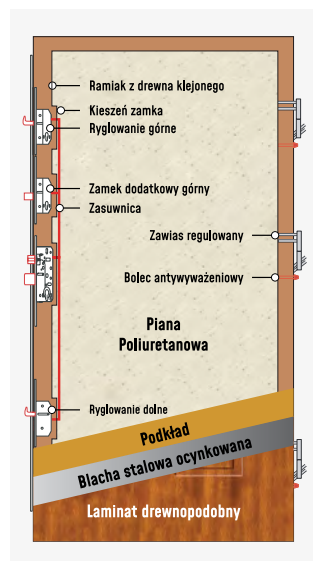 Ramiak z drewna klejonego
Kieszeń zamka
Ryglowanie górne
Zamek dodatkowy górny
Zasuwnica
Zawias regulowany
Bolec antywyważeniowy
Piana
Poliuretanowa
Ryglowanie dolne
Podkład
Blacha stalowa ocynkowana
Laminat drewnopodobny